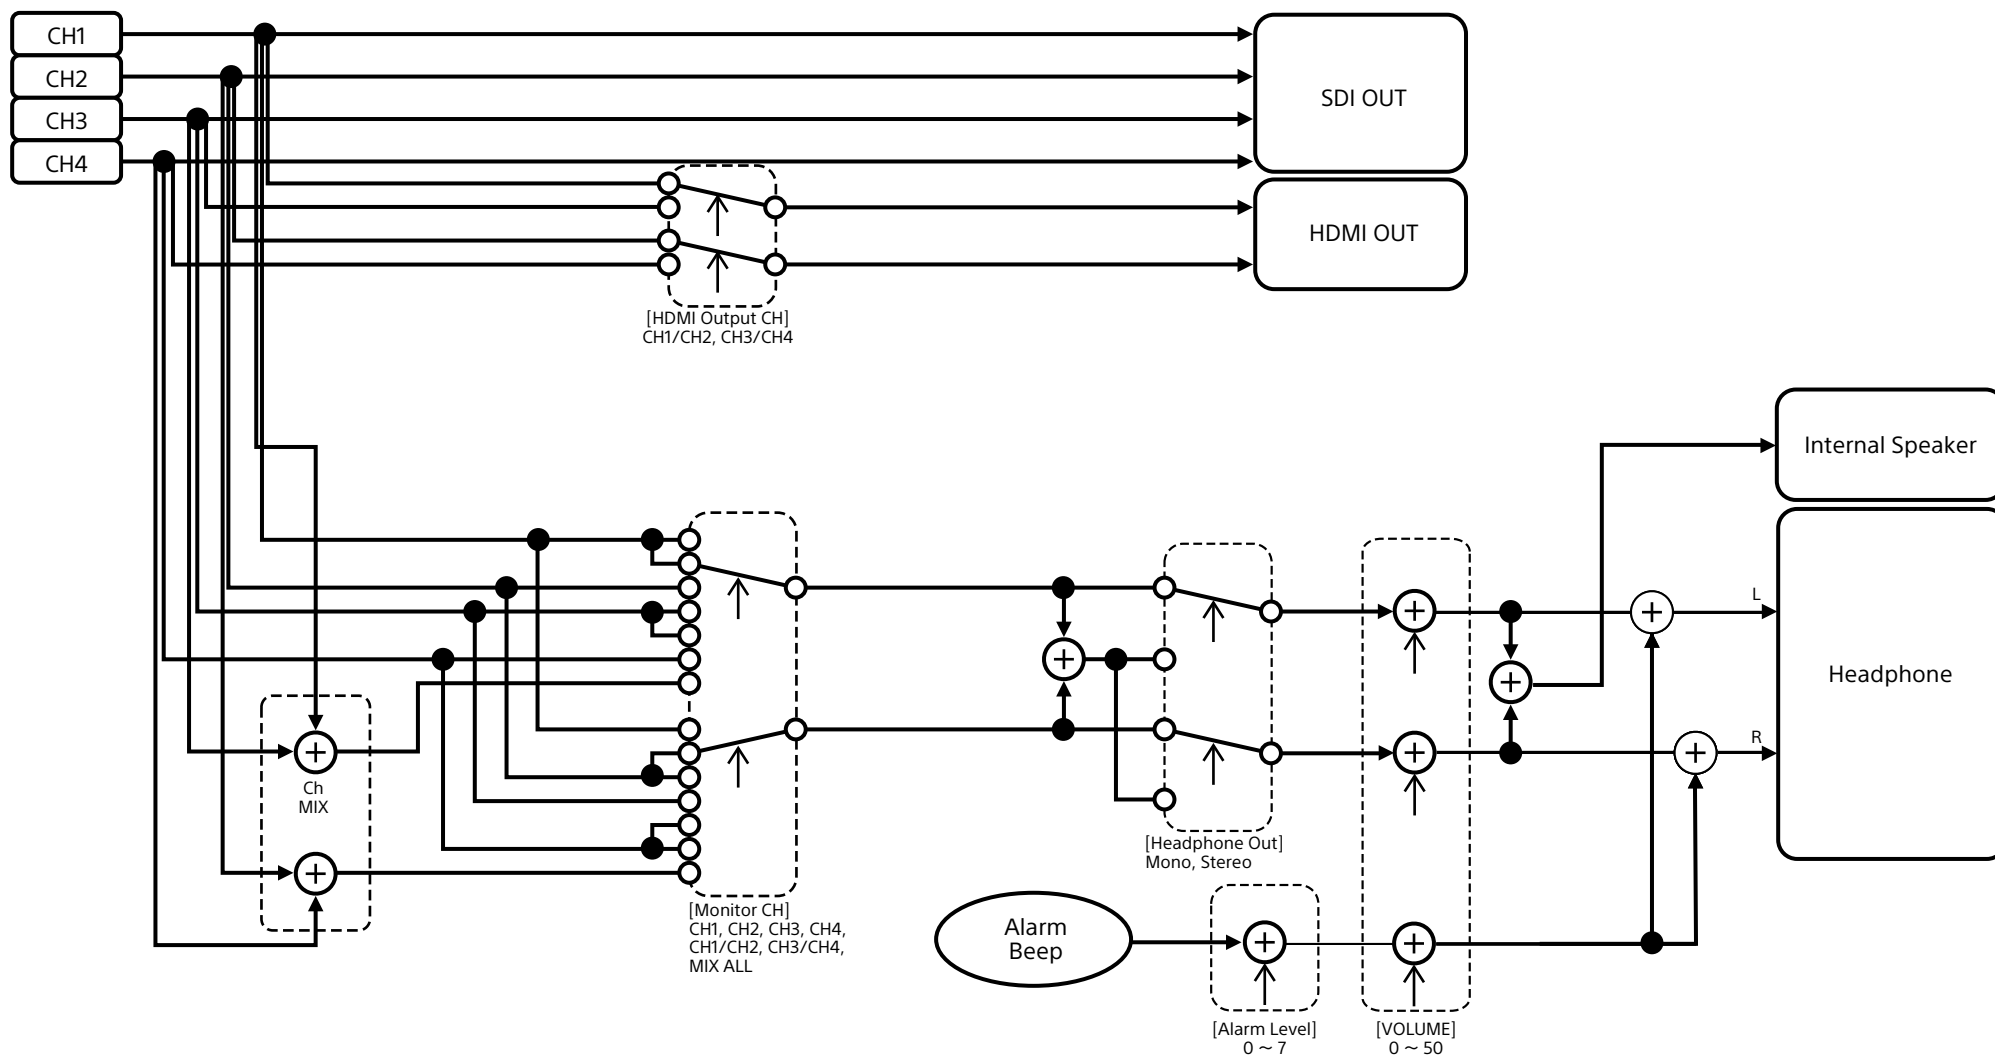 CH1
CH2
CH3
CH4
SDI OUT
HDMI OUT
[HDMI Output CH]
CH1/CH2, CH3/CH4
Internal Speaker
L
Headphone
R
Ch
MIX
[Headphone Out]
Mono, Stereo
[Monitor CH]
CH1, CH2, CH3, CH4,
CH1/CH2, CH3/CH4,
MIX ALL
Alarm
Beep
[Alarm Level]
0 ~ 7
[VOLUME]
0 ~ 50